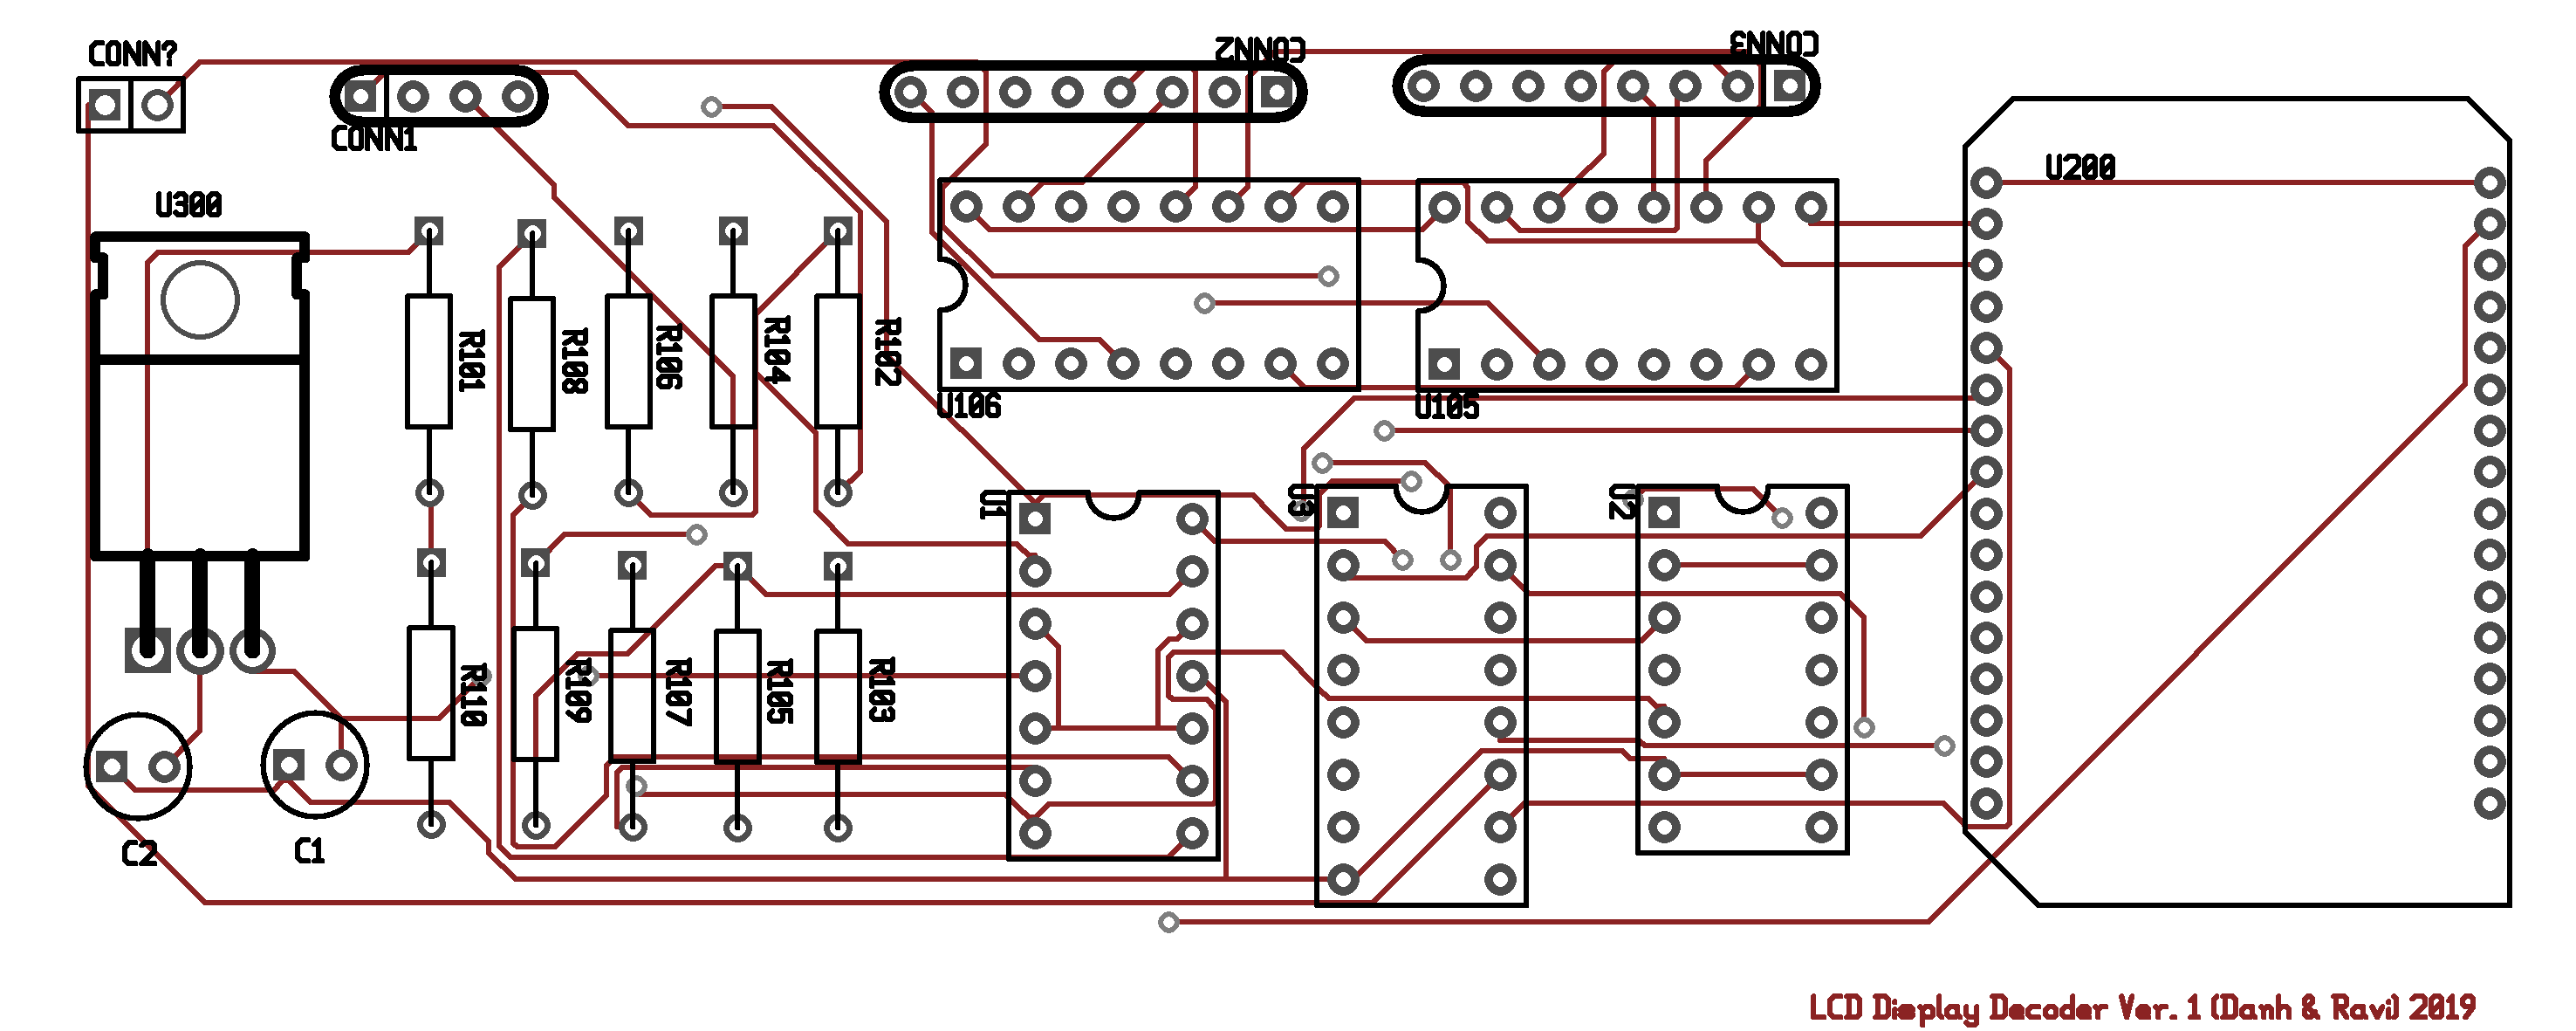 CONN?
CONN1
CONN2
CONN3
U200
U300
R101
R108
R106
R104
R102
U106
U105
U1
U3
U2
R110
R109
R107
R105
R103
C2
C1
LCD Display Decoder Ver. 1 (Danh & Ravi) 2019